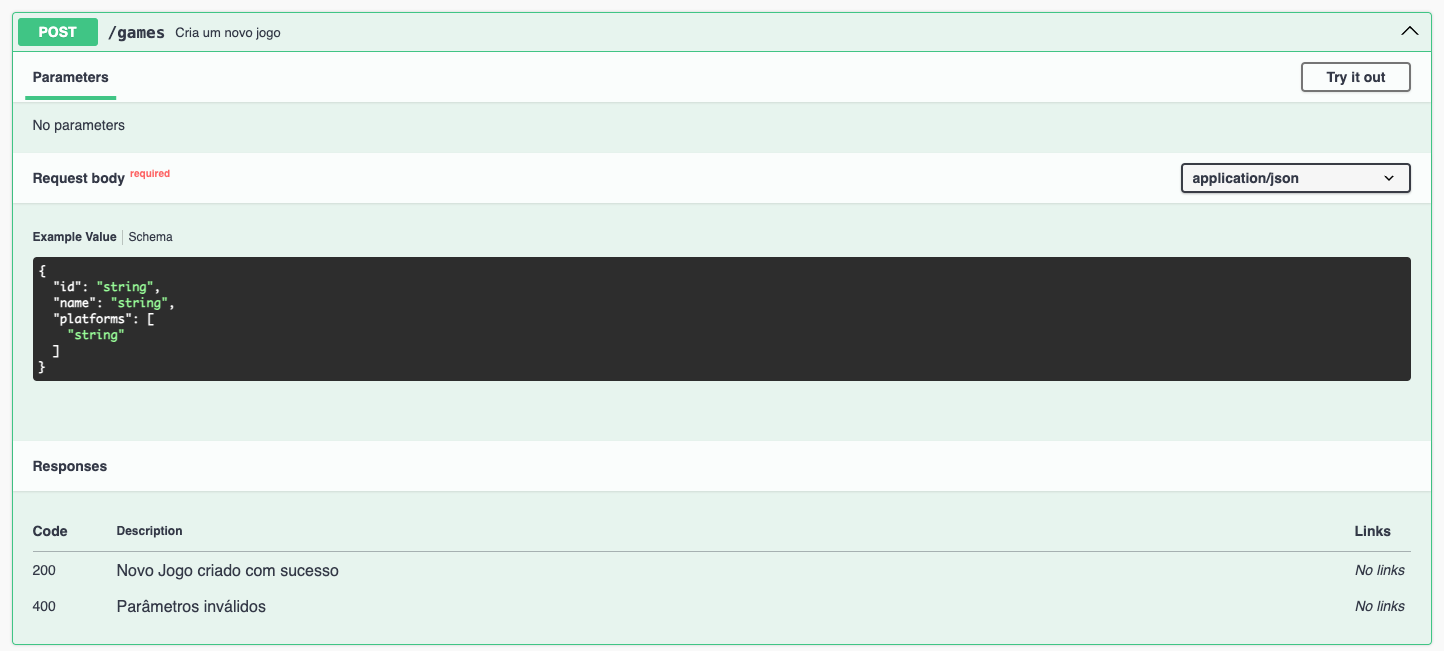 POST /games Cria um novo jogo
Parameters
Try it out
No parameters
Request body required
application/json
Example Value | Schema
{
  "id": "string",
  "name": "string",
  "platforms": [
    "string"
  ]
}
Responses
Code Description Links
200 Novo Jogo criado com sucesso No links
400 Parâmetros inválidos No links